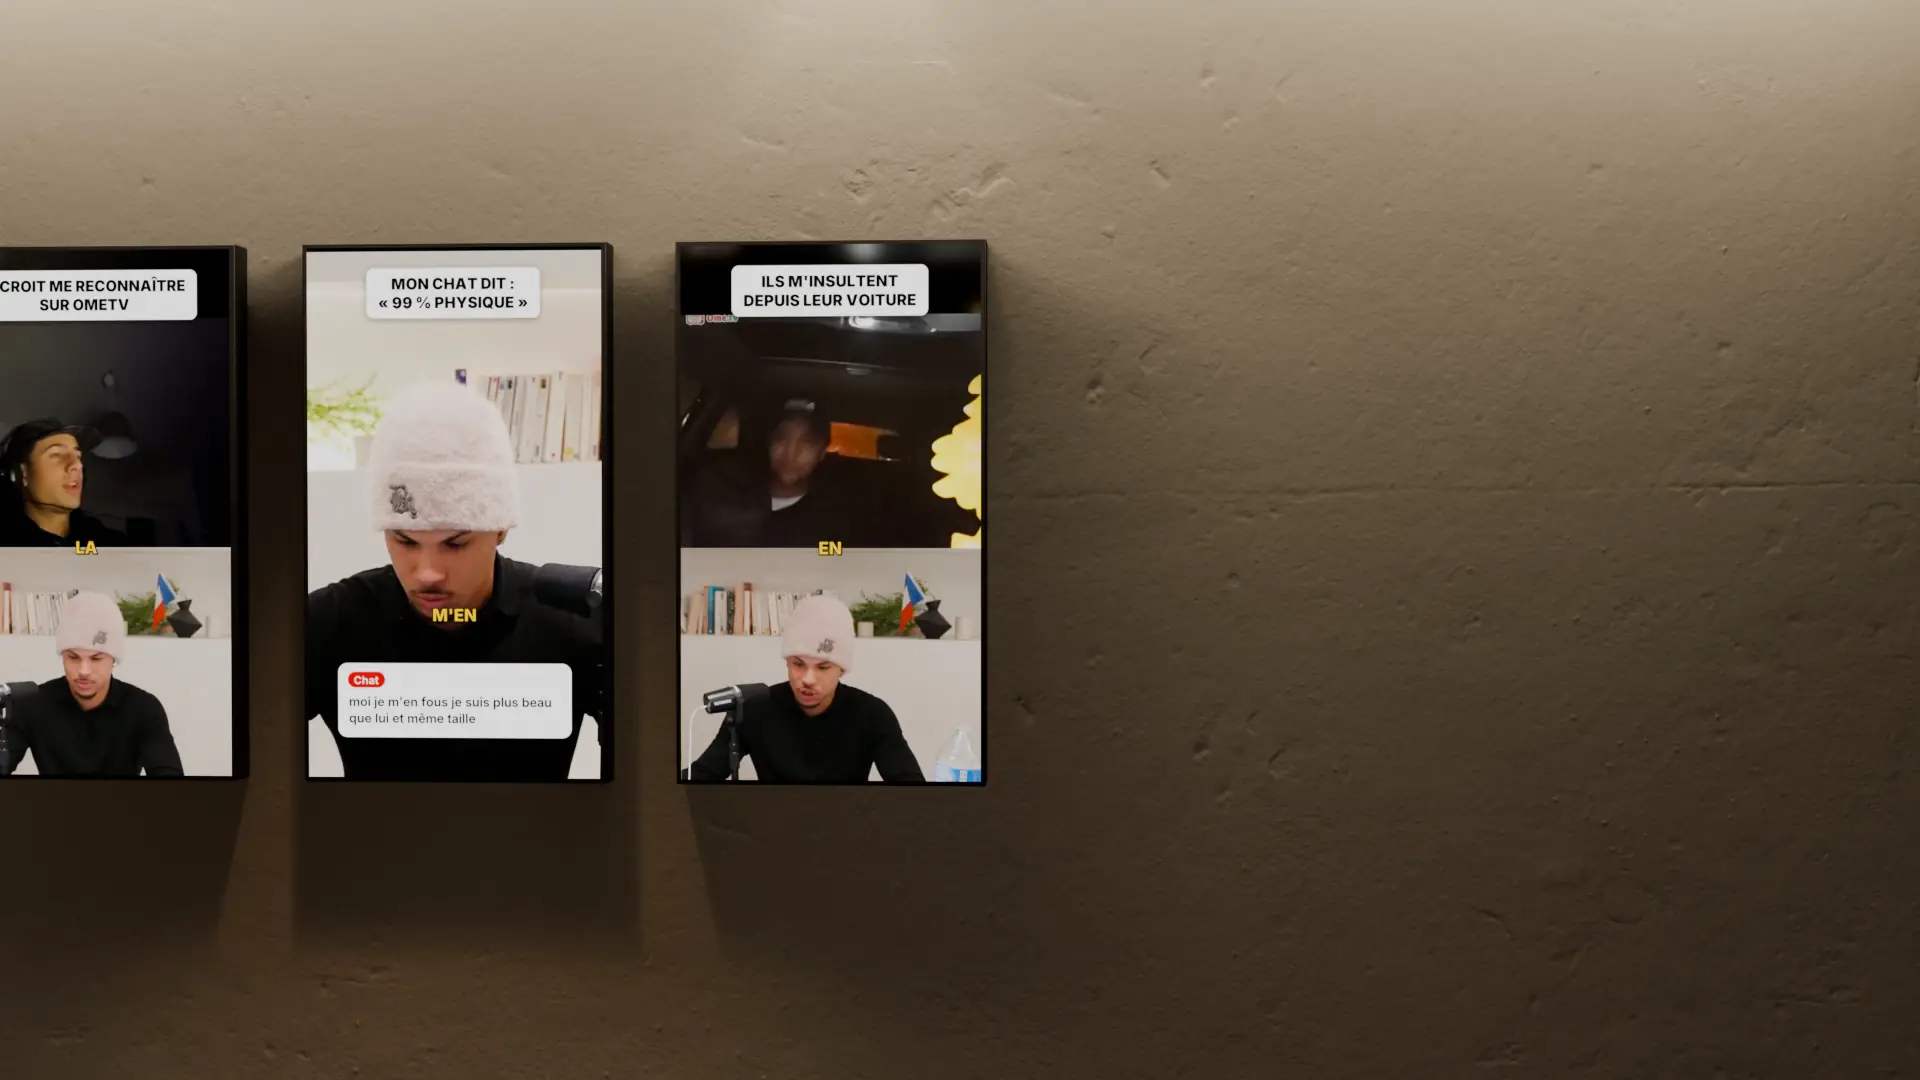 CROIT ME RECONNAÎTRE
SUR OMETV
LA
MON CHAT DIT :
« 99 % PHYSIQUE »
M'EN
Chat
moi je m'en fous je suis plus beau
que lui et même taille
ILS M'INSULTENT
DEPUIS LEUR VOITURE
OmeTV
EN